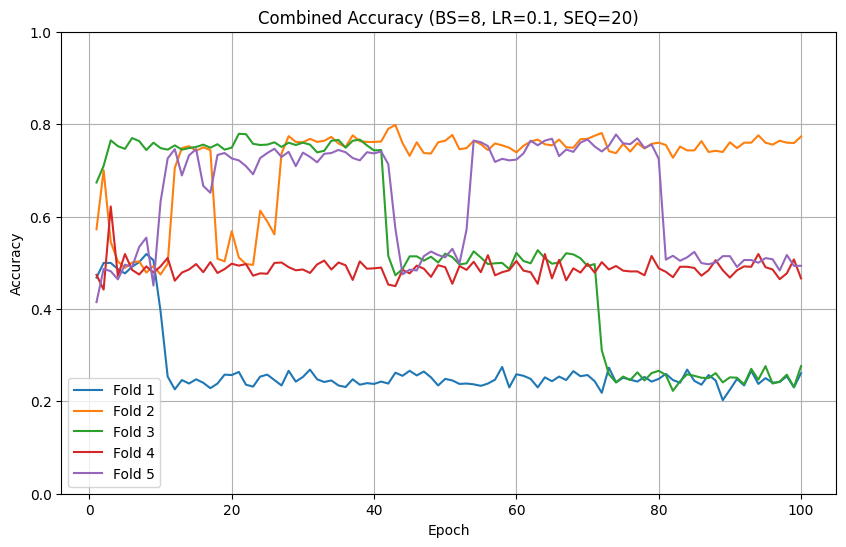 Combined Accuracy (BS=8, LR=0.1, SEQ=20)
1.0
0.8
0.6
0.4
0.2
0.0
Accuracy
Fold 1
Fold 2
Fold 3
Fold 4
Fold 5
0 20 40 60 80 100
Epoch